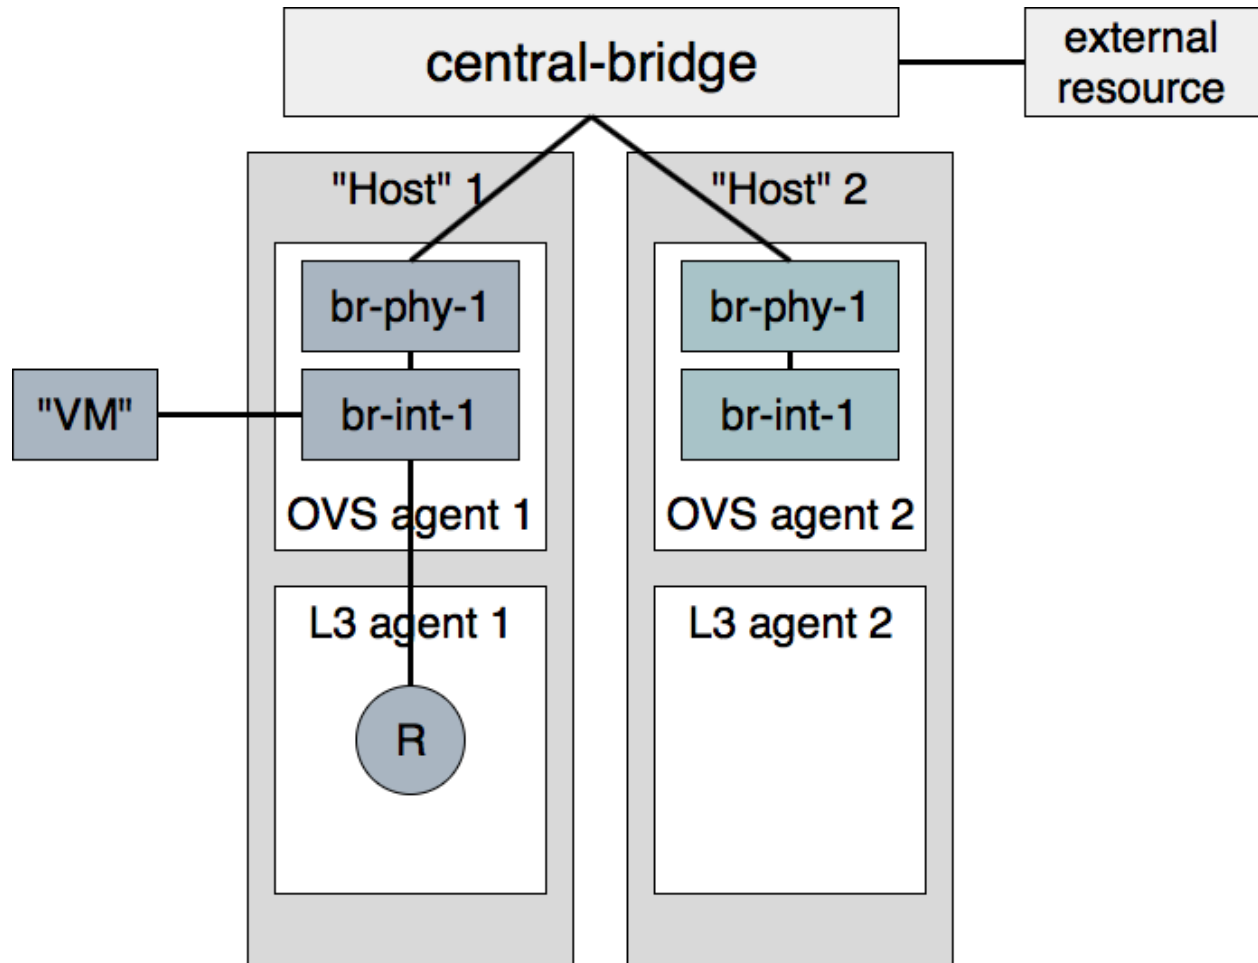 central-bridge
external
resource
"Host" 1
"Host" 2
br-phy-1
br-phy-1
"VM"
br-int-1
br-int-1
OVS agent 1
OVS agent 2
L3 agent 1
L3 agent 2
R